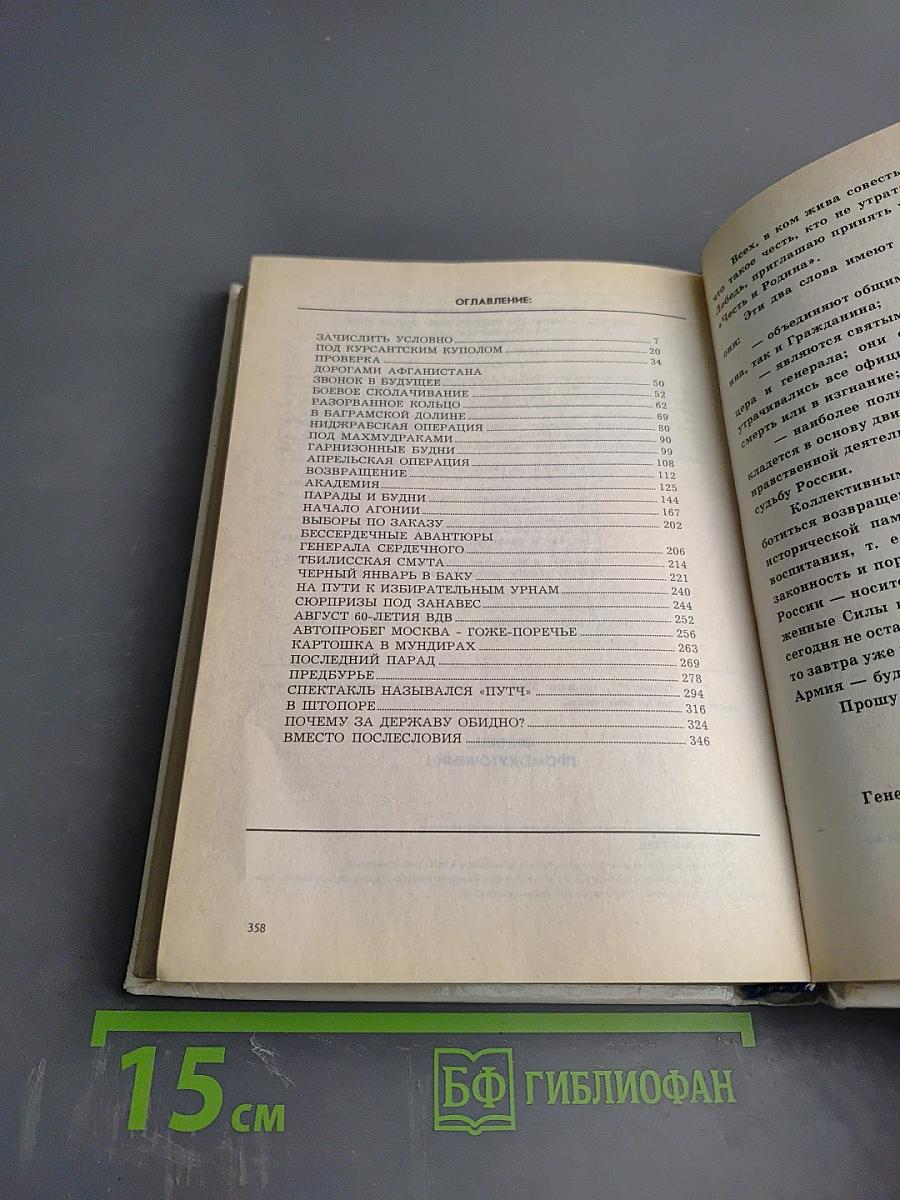 ОГЛАВЛЕНИЕ:
ЗАЧИСЛИТЬ УСЛОВНО 7
ПОД КУРСАНТСКИМ КУПОЛОМ 20
ПРОВЕРКА 34
ДОРОГАМИ АФГАНИСТАНА
ЗВОНОК В БУДУЩЕЕ 50
БОЕВОЕ СКОЛАЧИВАНИЕ 52
РАЗОРВАННОЕ КОЛЬЦО 62
В БАГРАМСКОЙ ДОЛИНЕ 69
НИДЖРАБСКАЯ ОПЕРАЦИЯ 80
ПОД МАХМУДРАКАМИ 90
ГАРНИЗОННЫЕ БУДНИ 99
АПРЕЛЬСКАЯ ОПЕРАЦИЯ 108
ВОЗВРАЩЕНИЕ 112
АКАДЕМИЯ 125
ПАРАДЫ И БУДНИ 144
НАЧАЛО АГОНИИ 167
ВЫБОРЫ ПО ЗАКАЗУ 202
БЕССЕРДЕЧНЫЕ АВАНТЮРЫ
ГЕНЕРАЛА СЕРДЕЧНОГО 206
ТБИЛИССКАЯ СМУТА 214
ЧЕРНЫЙ ЯНВАРЬ В БАКУ 221
НА ПУТИ К ИЗБИРАТЕЛЬНЫМ УРНАМ 240
СЮРПРИЗЫ ПОД ЗАНАВЕС 244
АВГУСТ 60-ЛЕТИЯ ВДВ 252
АВТОПРОБЕГ МОСКВА - ГОЖЕ-ПОРЕЧЬЕ 256
КАРТОШКА В МУНДИРАХ 263
ПОСЛЕДНИЙ ПАРАД 269
ПРЕДБУРЬЕ 278
СПЕКТАКЛЬ НАЗЫВАЛСЯ «ПУТЧ» 294
В ШТОПОРЕ 316
ПОЧЕМУ ЗА ДЕРЖАВУ ОБИДНО? 324
ВМЕСТО ПОСЛЕСЛОВИЯ 346
358
Всех, в ком жива совесть
что такое честь, кто не утрат
Лебедь, приглашаю принять
«Честь и Родина».
Эти два слова имеют
они:
— объединяют общим
ина, так и Гражданина;
— являются святым
цера и генерала; они
утрачивались все офици
смерть или в изгнание;
— наиболее полн
кладется в основу дви
нравственной деятель
судьбу России.
Коллективным
ботиться возвращен
исторической пам
воспитания, т. е
законность и пор
России — носит
женные Силы
сегодня не оста
то завтра уже
Армия — буд
Прошу
Гене
15 см
БФ ГИБЛИОФАН